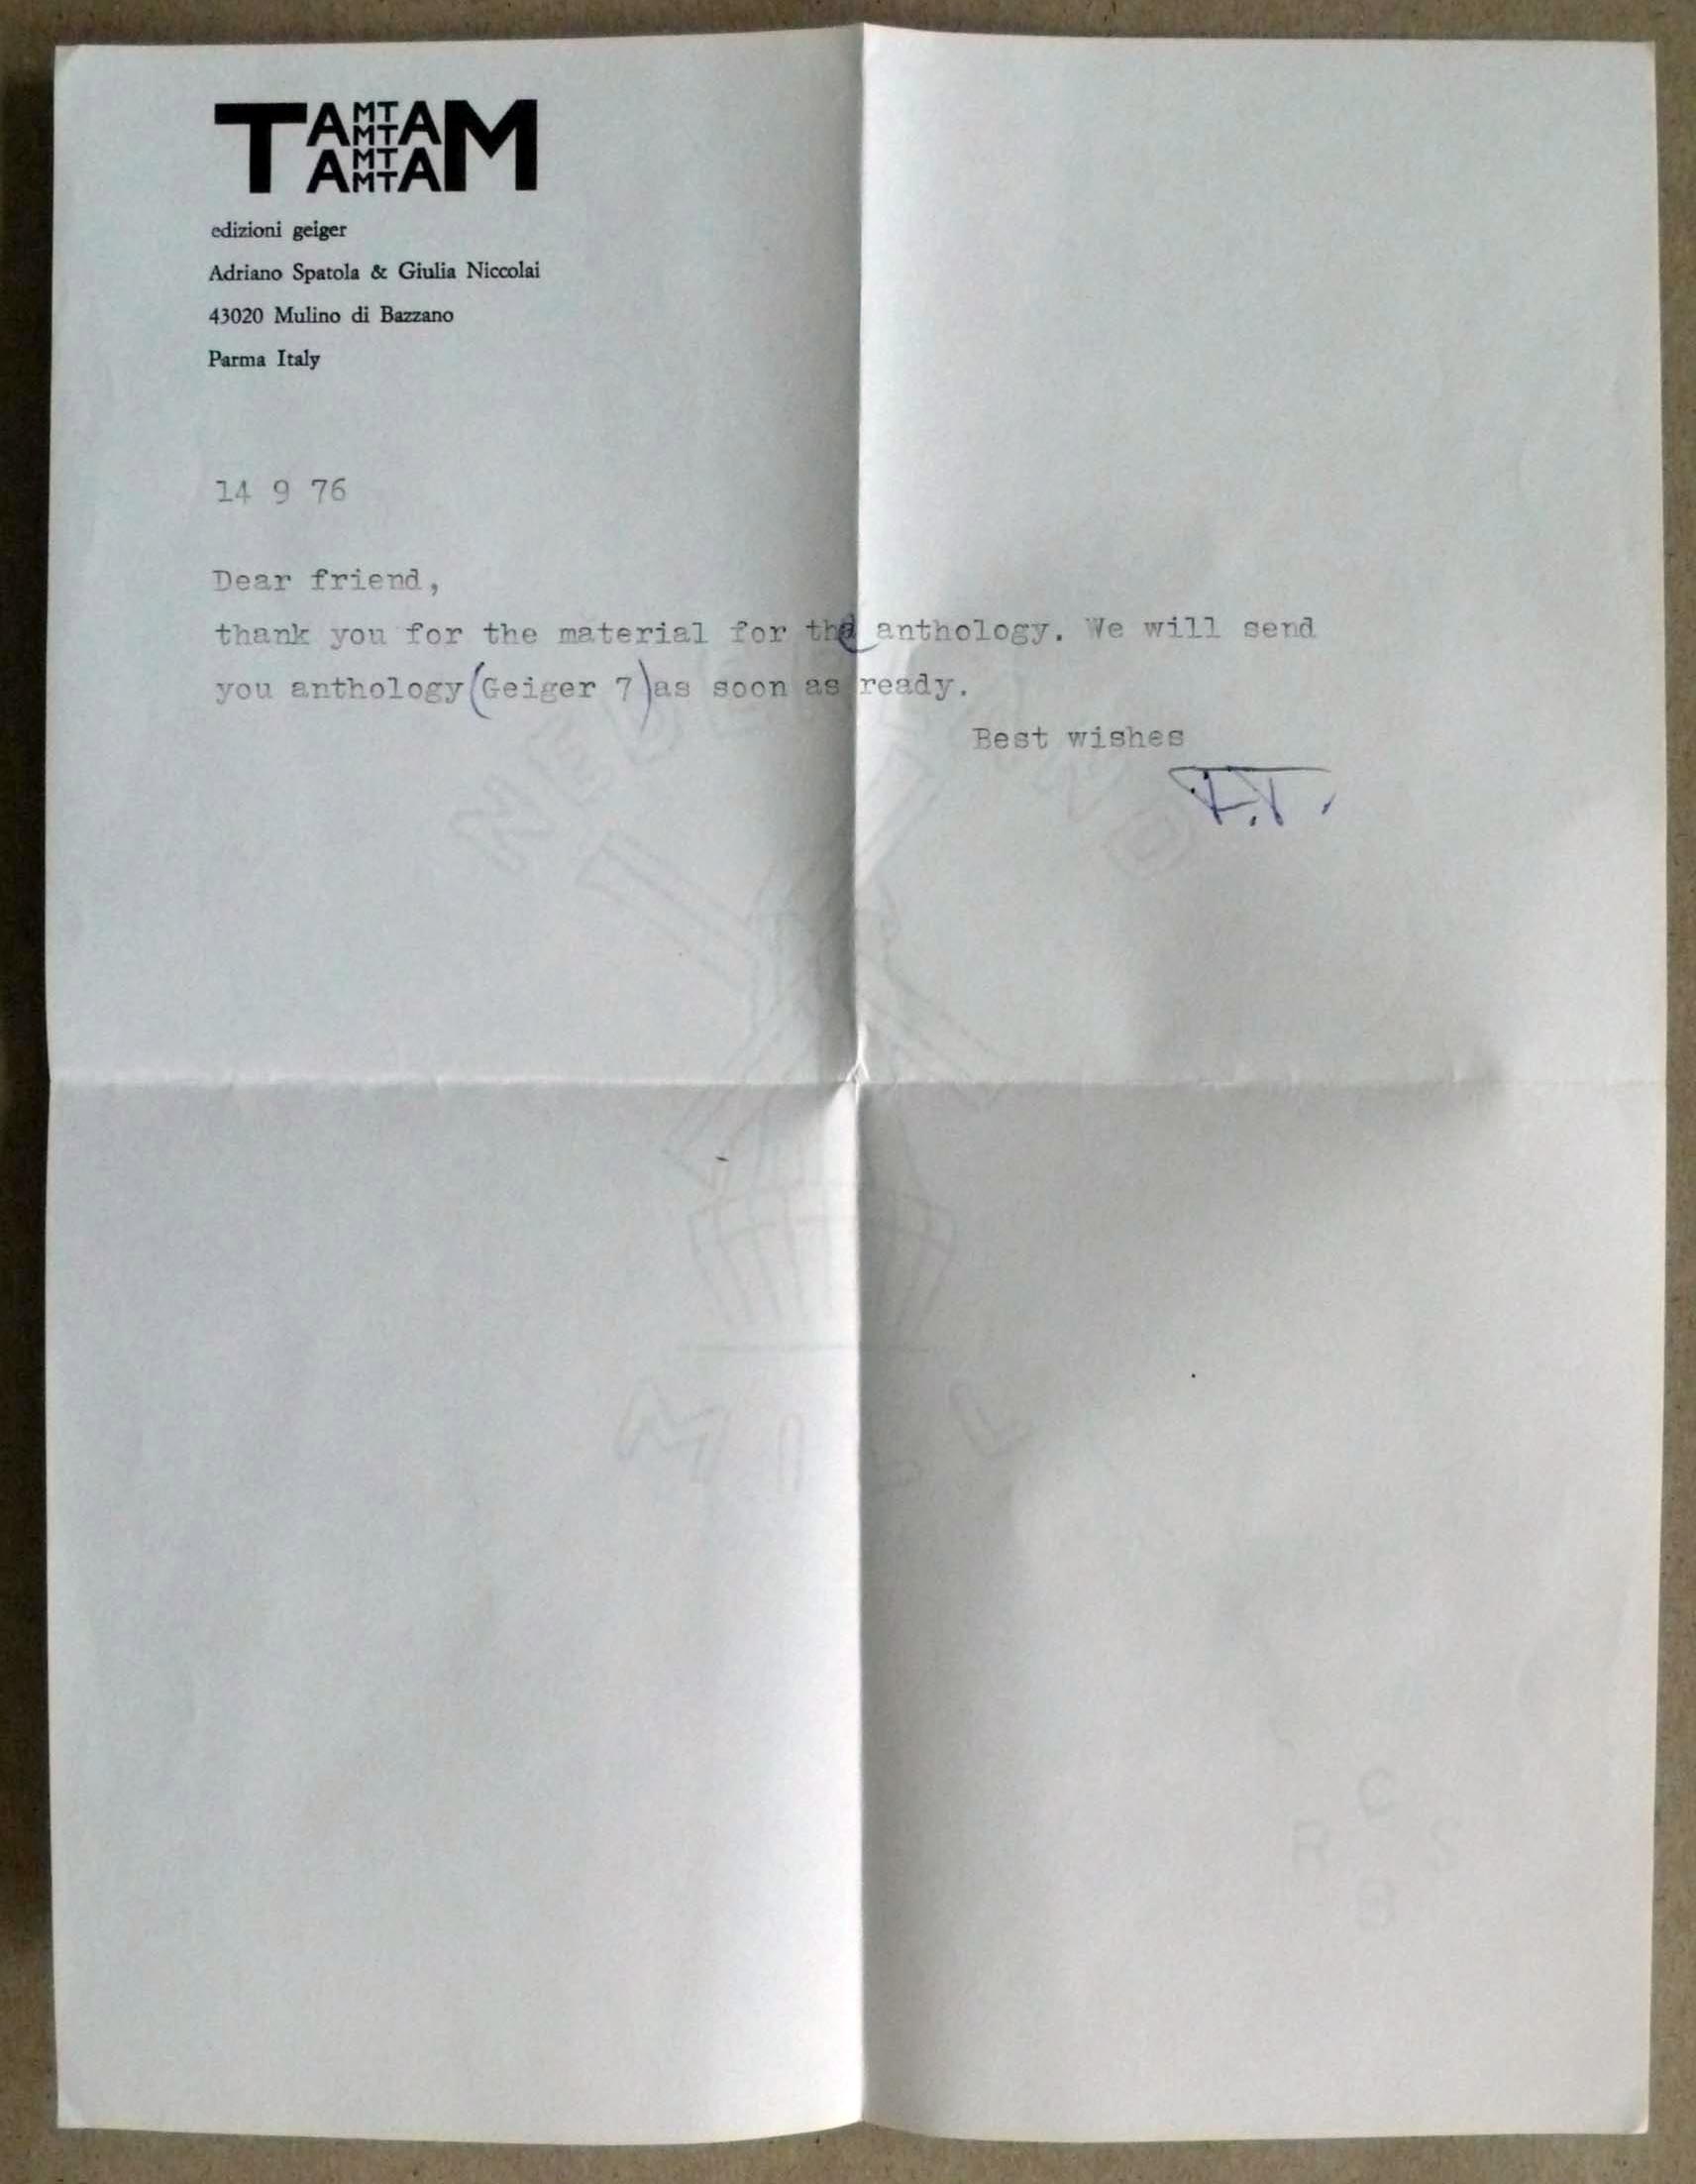 TAMTAM
AMTAM
edizioni geiger
Adriano Spatola & Giulia Niccolai
43020 Mulino di Bazzano
Parma Italy
14 9 76
Dear friend,
thank you for the material for the anthology. We will send
you anthology(Geiger 7)as soon as ready.
Best wishes
MILL
C
R S